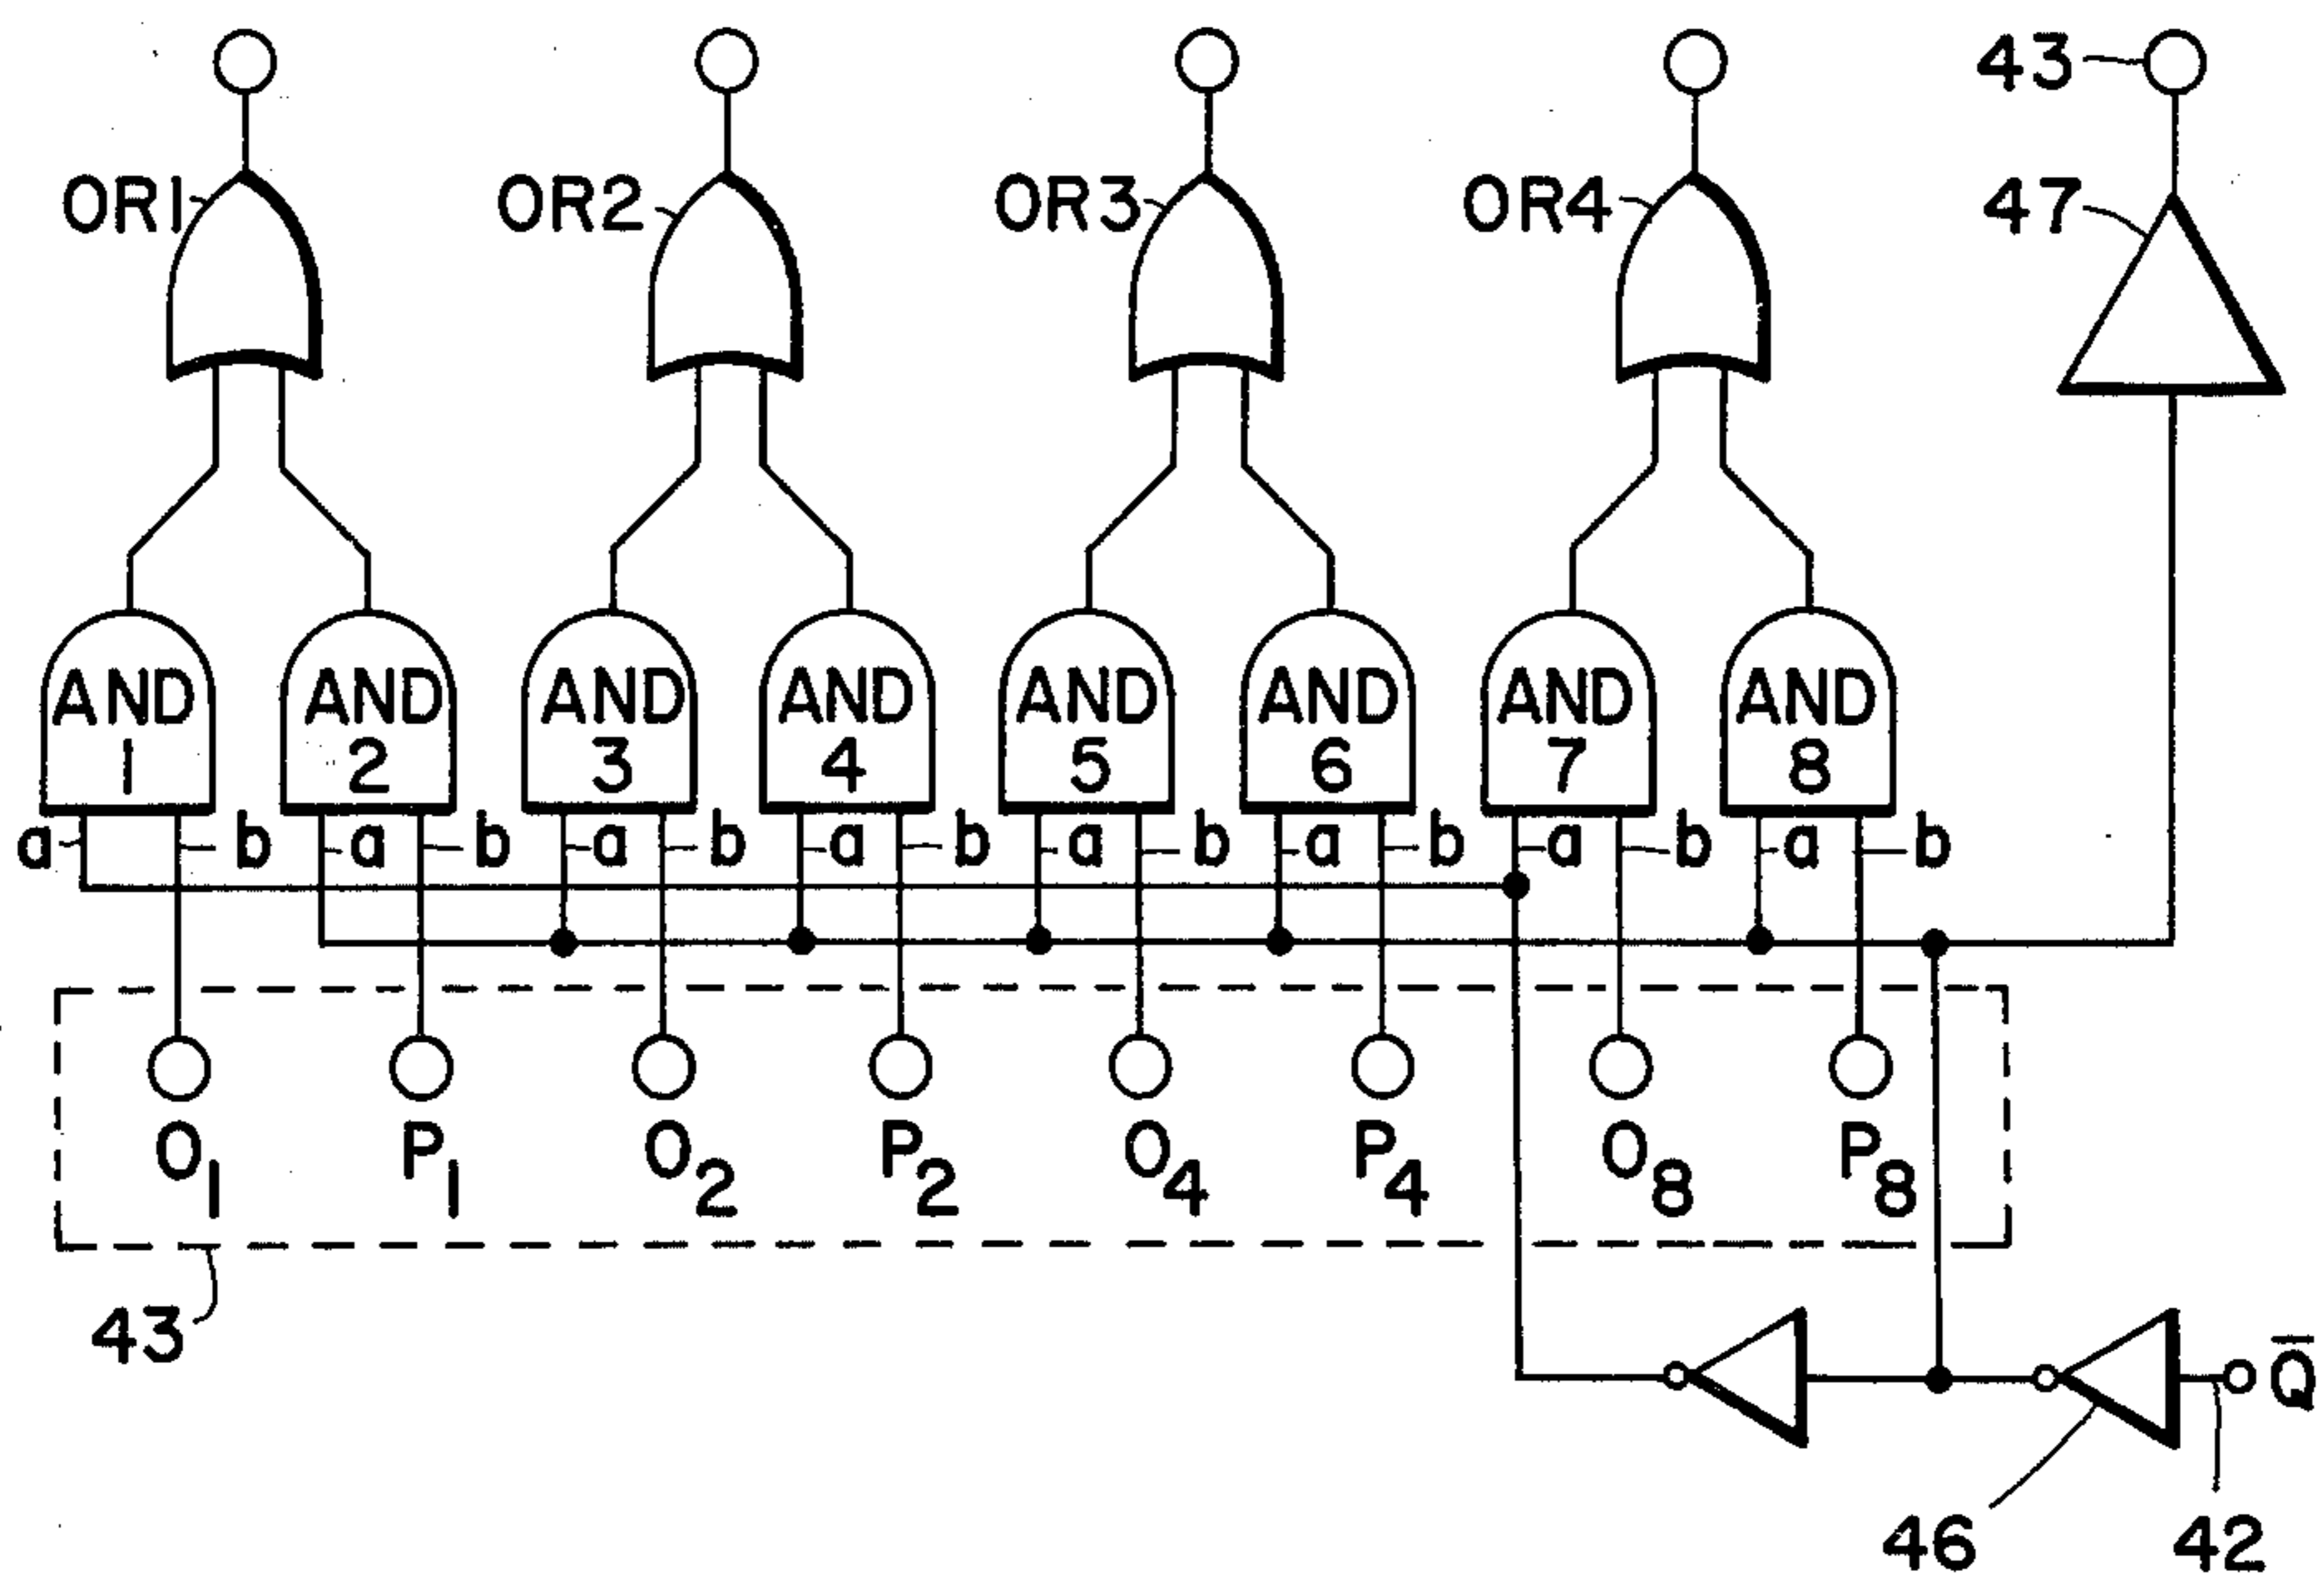 OR1 OR2 OR3 OR4 43
47
AND 1 AND 2 AND 3 AND 4 AND 5 AND 6 AND 7 AND 8
a b a b a b a b a b a b a b a b
O1 P1 O2 P2 O4 P4 O8 P8
43
Q̅
46 42